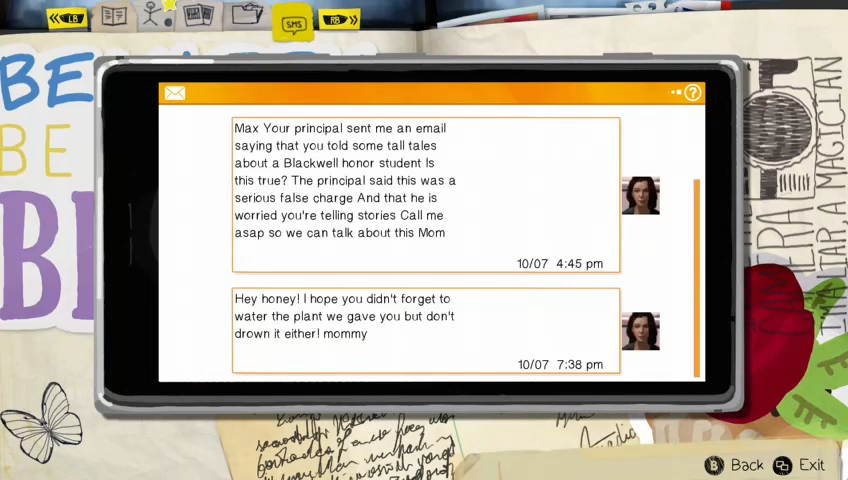 LB
SMS
RB
BE
BE
?
Max Your principal sent me an email
saying that you told some tall tales
about a Blackwell honor student Is
this true? The principal said this was a
serious false charge And that he is
worried you're telling stories Call me
asap so we can talk about this Mom
10/07 4:45 pm
Hey honey! I hope you didn't forget to
water the plant we gave you but don't
drown it either! mommy
10/07 7:38 pm
CAMERA
A MAGICIAN
B Back
Exit